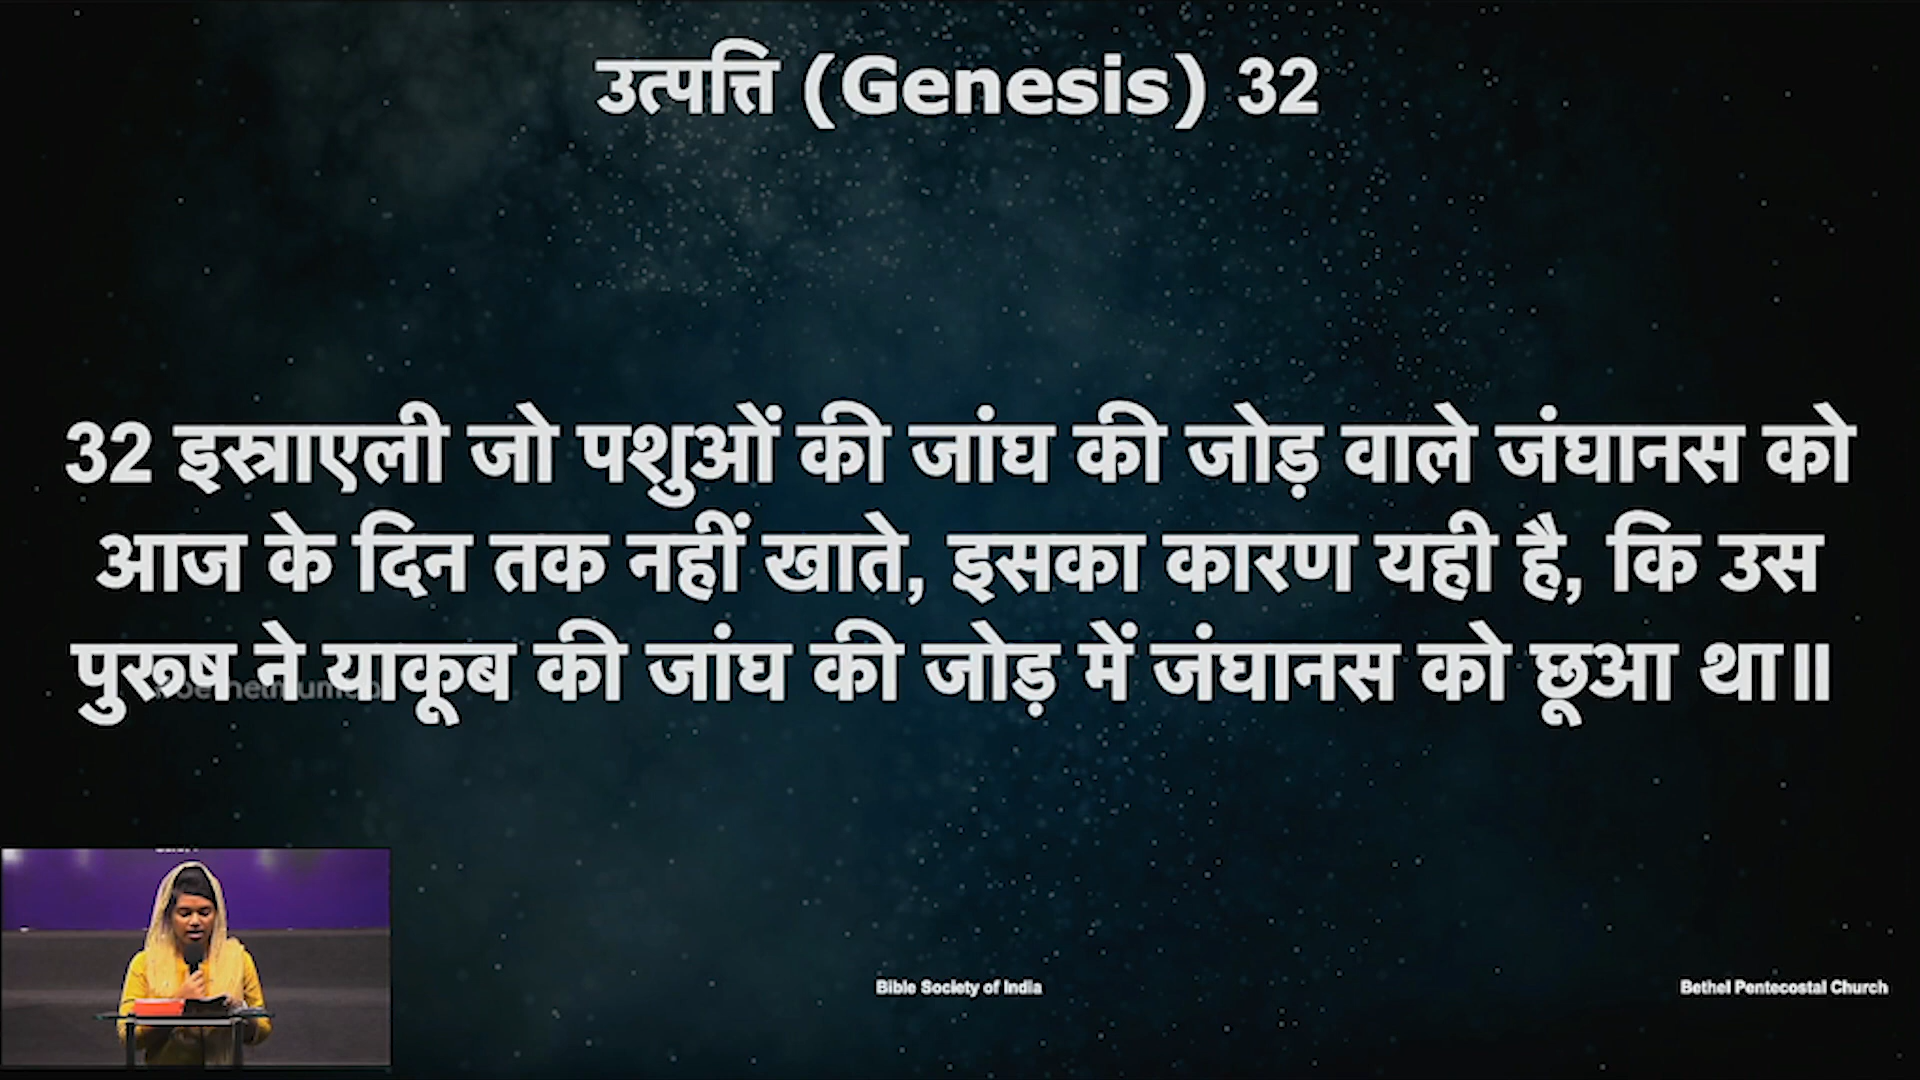 उत्पत्ति (Genesis) 32
32 इस्राएली जो पशुओं की जांघ की जोड़ वाले जंघानस को
आज के दिन तक नहीं खाते, इसका कारण यही है, कि उस
पुरूष ने याकूब की जांघ की जोड़ में जंघानस को छूआ था॥
Bible Society of India
Bethel Pentecostal Church